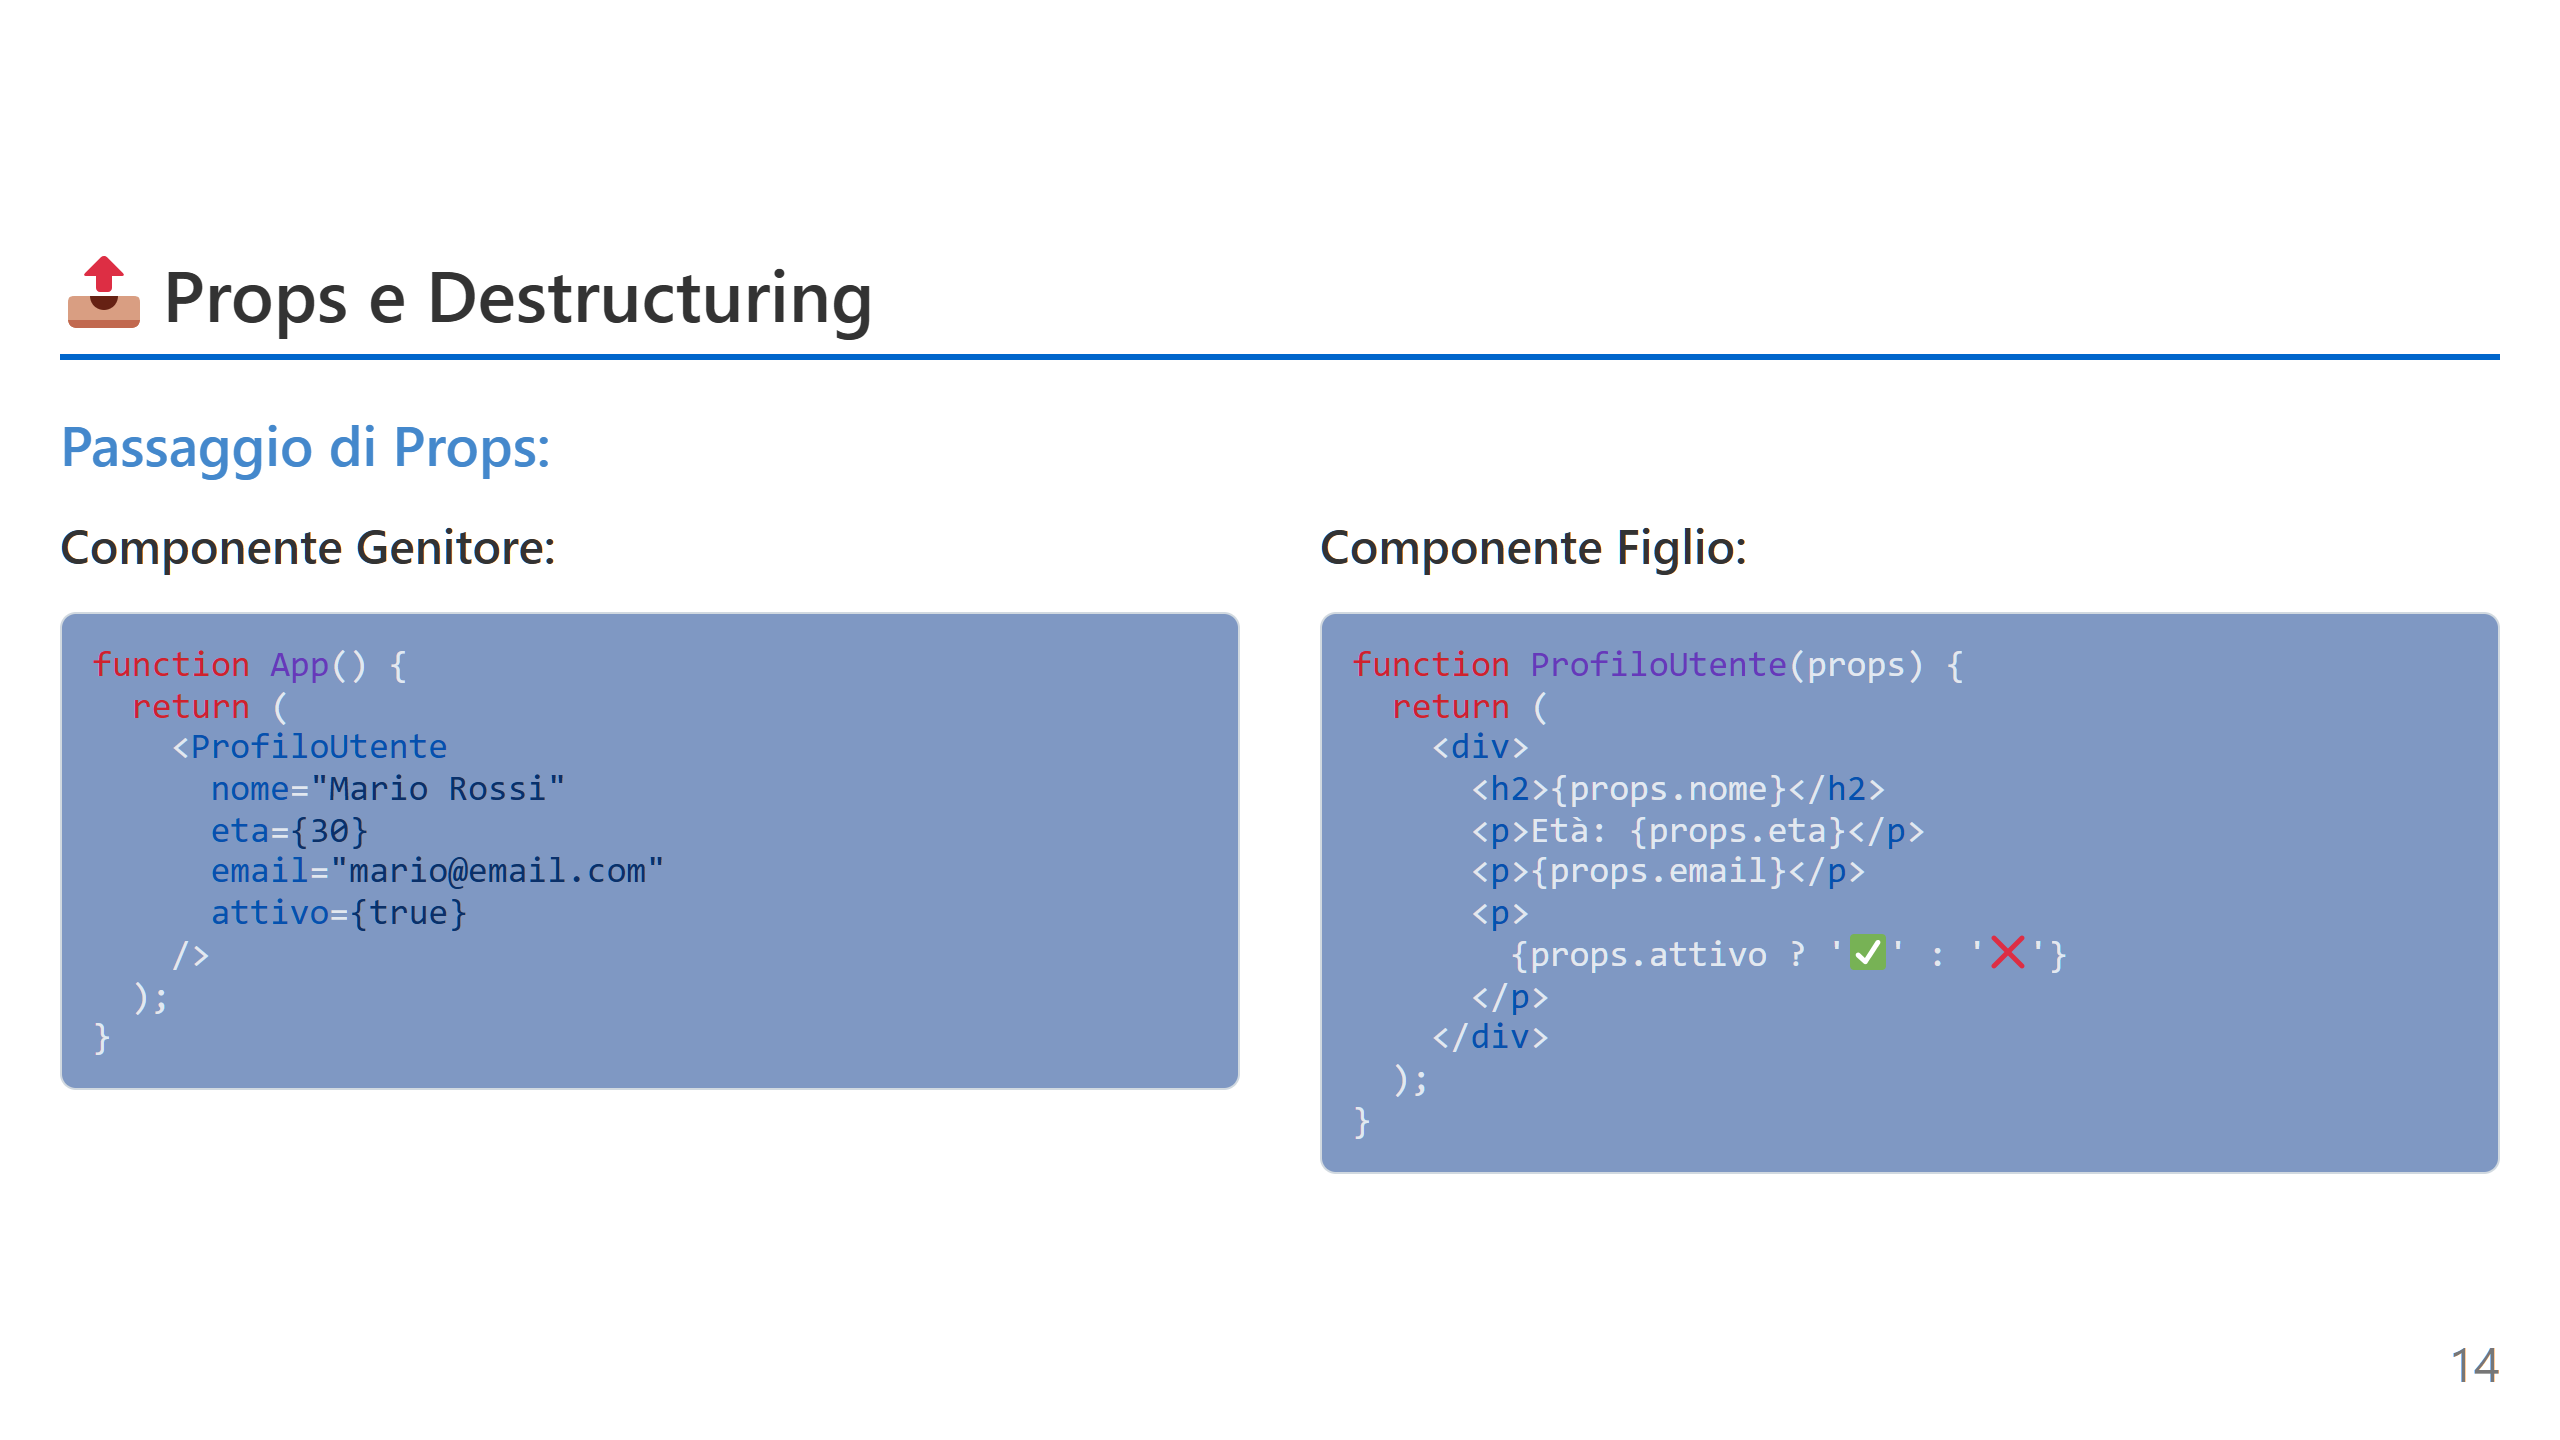 📤 Props e Destructuring
Passaggio di Props:
Componente Genitore:
function App() {
  return (
    <ProfiloUtente
      nome="Mario Rossi"
      eta={30}
      email="mario@email.com"
      attivo={true}
    />
  );
}
Componente Figlio:
function ProfiloUtente(props) {
  return (
    <div>
      <h2>{props.nome}</h2>
      <p>Età: {props.eta}</p>
      <p>{props.email}</p>
      <p>
        {props.attivo ? '✅' : '❌'}
      </p>
    </div>
  );
}
14